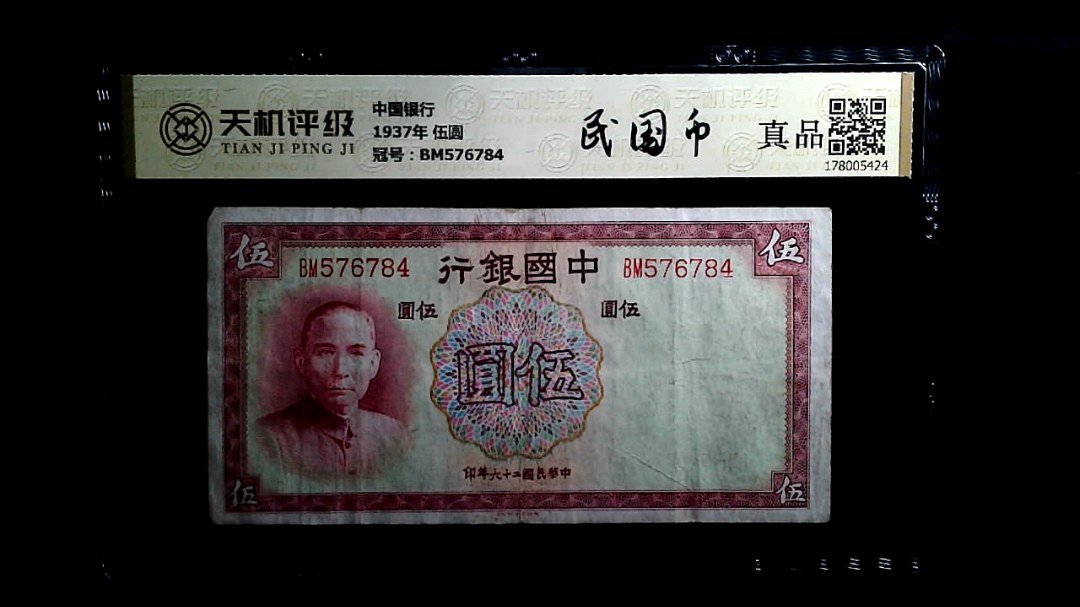 天机评级
TIAN JI PING JI
中国银行
1937年 伍圆
冠号：BM576784
民国币
真品
178005424
伍
伍
BM576784
行銀國中
BM576784
圓伍
圓伍
圓伍
印年六十二國民華中
伍
伍